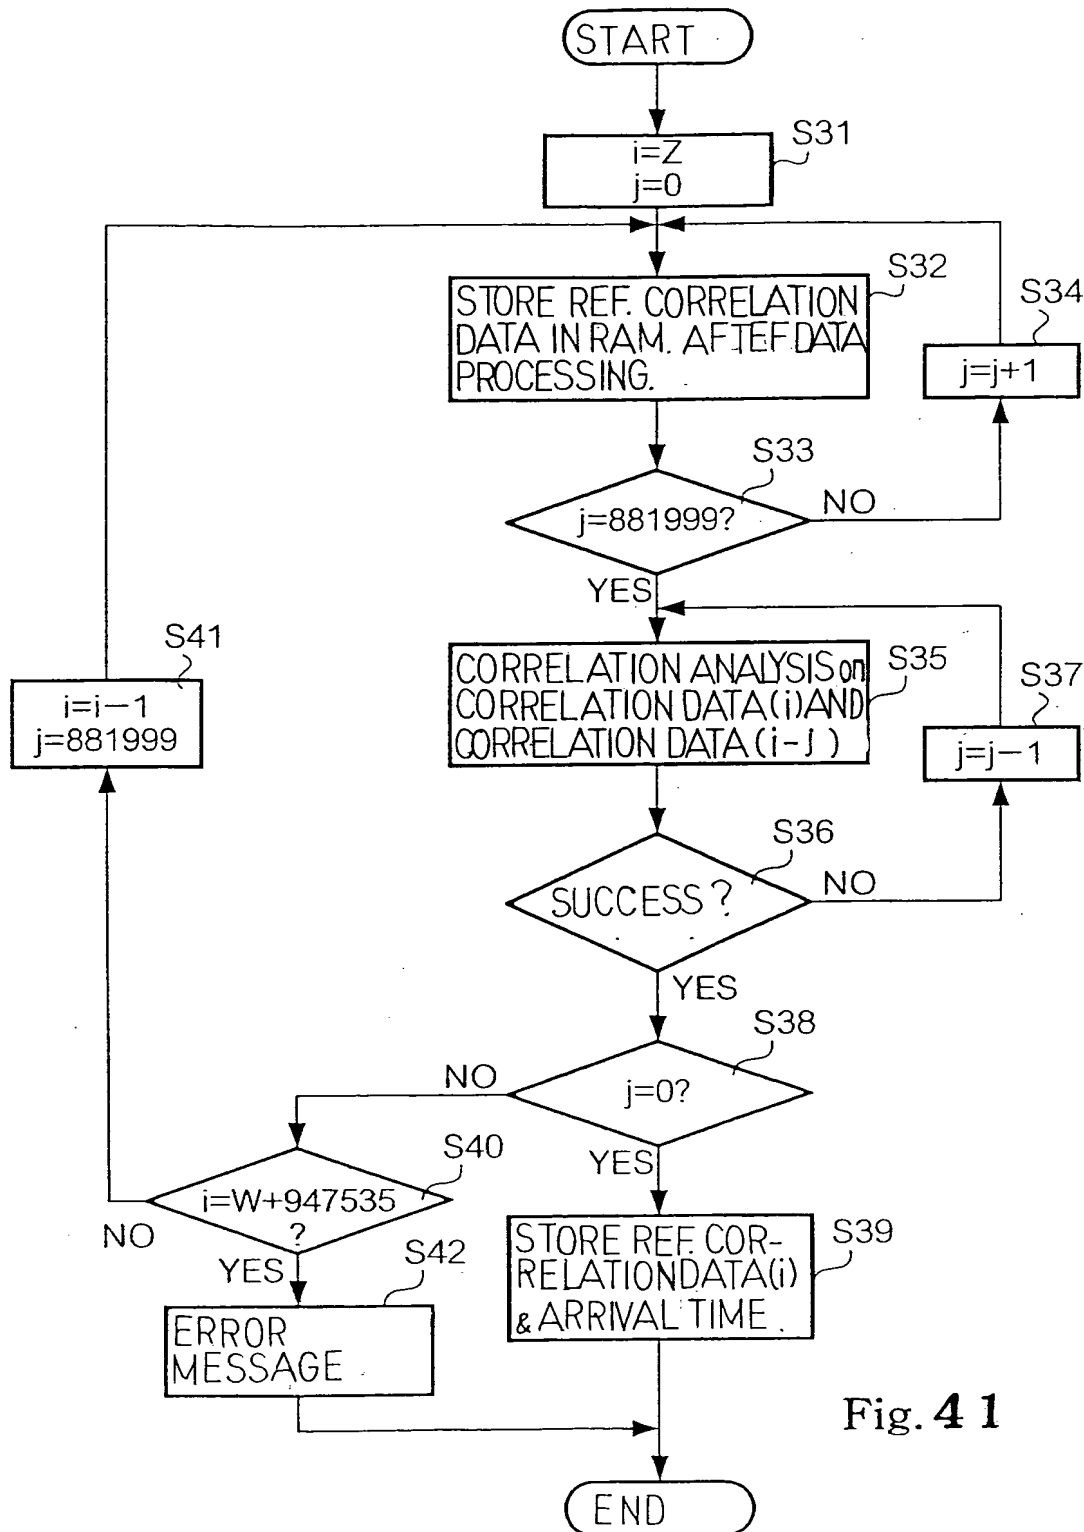 START
S31
i=Z
j=0
S32
STORE REF. CORRELATION
DATA IN RAM. AFTEF DATA
PROCESSING.
S34
j=j+1
S33
j=881999?
NO
YES
S41
i=i−1
j=881999
S35
CORRELATION ANALYSIS on
CORRELATION DATA(i)AND
CORRELATION DATA(i-J)
S37
j=j−1
S36
SUCCESS?
NO
YES
S38
j=0?
NO
YES
S40
i=W+947535
?
NO
YES
S39
STORE REF. COR-
RELATION DATA(i)
& ARRIVAL TIME.
S42
ERROR
MESSAGE
Fig. 41
END